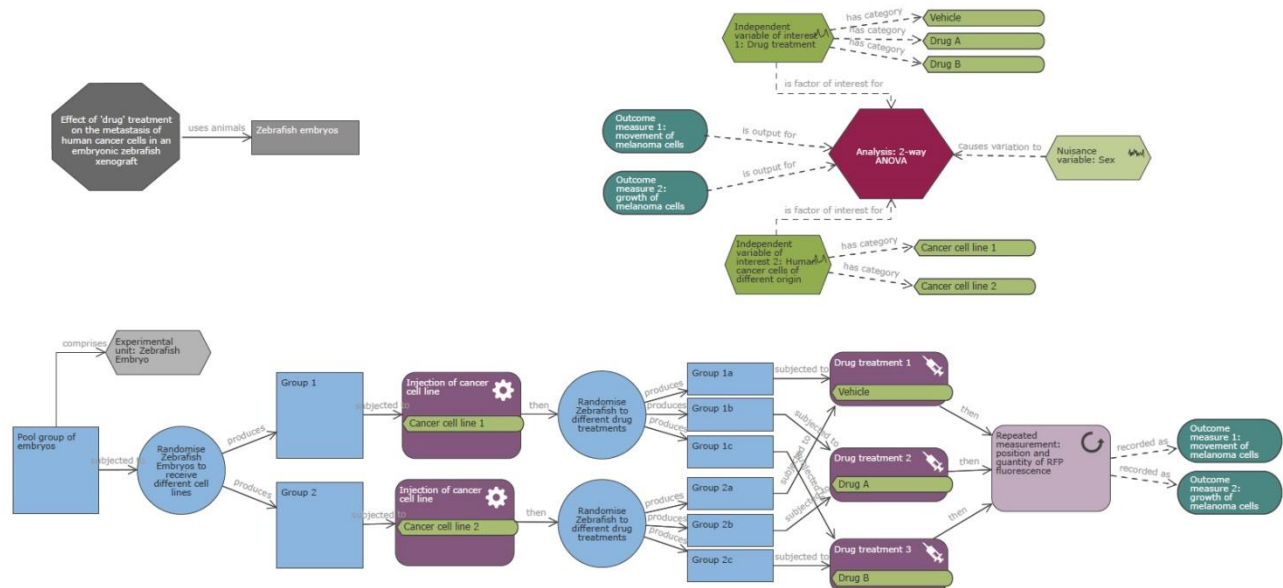 Effect of 'drug' treatment
on the metastasis of
human cancer cells in an
embryonic zebrafish
xenograft
uses animals
Zebrafish embryos
Independent
variable of interest
1: Drug treatment
has category
has category
has category
Vehicle
Drug A
Drug B
is factor of interest for
Outcome
measure 1:
movement of
melanoma cells
is output for
Outcome
measure 2:
growth of
melanoma cells
is output for
Analysis: 2-way
ANOVA
causes variation to
Nuisance
variable: Sex
is factor of interest for
Independent
variable of
interest 2: Human
cancer cells of
different origin
has category
has category
Cancer cell line 1
Cancer cell line 2
comprises
Experimental
unit: Zebrafish
Embryo
Pool group of
embryos
subjected to
Randomise
Zebrafish
Embryos to
receive
different cell
lines
produces
produces
Group 1
subjected to
Injection of cancer
cell line
Cancer cell line 1
then
Randomise
Zebrafish to
different drug
treatments
produces
produces
produces
Group 1a
Group 1b
Group 1c
Group 2
subjected to
Injection of cancer
cell line
Cancer cell line 2
then
Randomise
Zebrafish to
different drug
treatments
produces
produces
produces
Group 2a
Group 2b
Group 2c
subjected to
subjected to
subjected to
subjected to
subjected to
subjected to
Drug treatment 1
Vehicle
Drug treatment 2
Drug A
Drug treatment 3
Drug B
then
then
then
Repeated
measurement:
position and
quantity of RFP
fluorescence
recorded as
recorded as
Outcome
measure 1:
movement of
melanoma cells
Outcome
measure 2:
growth of
melanoma cells